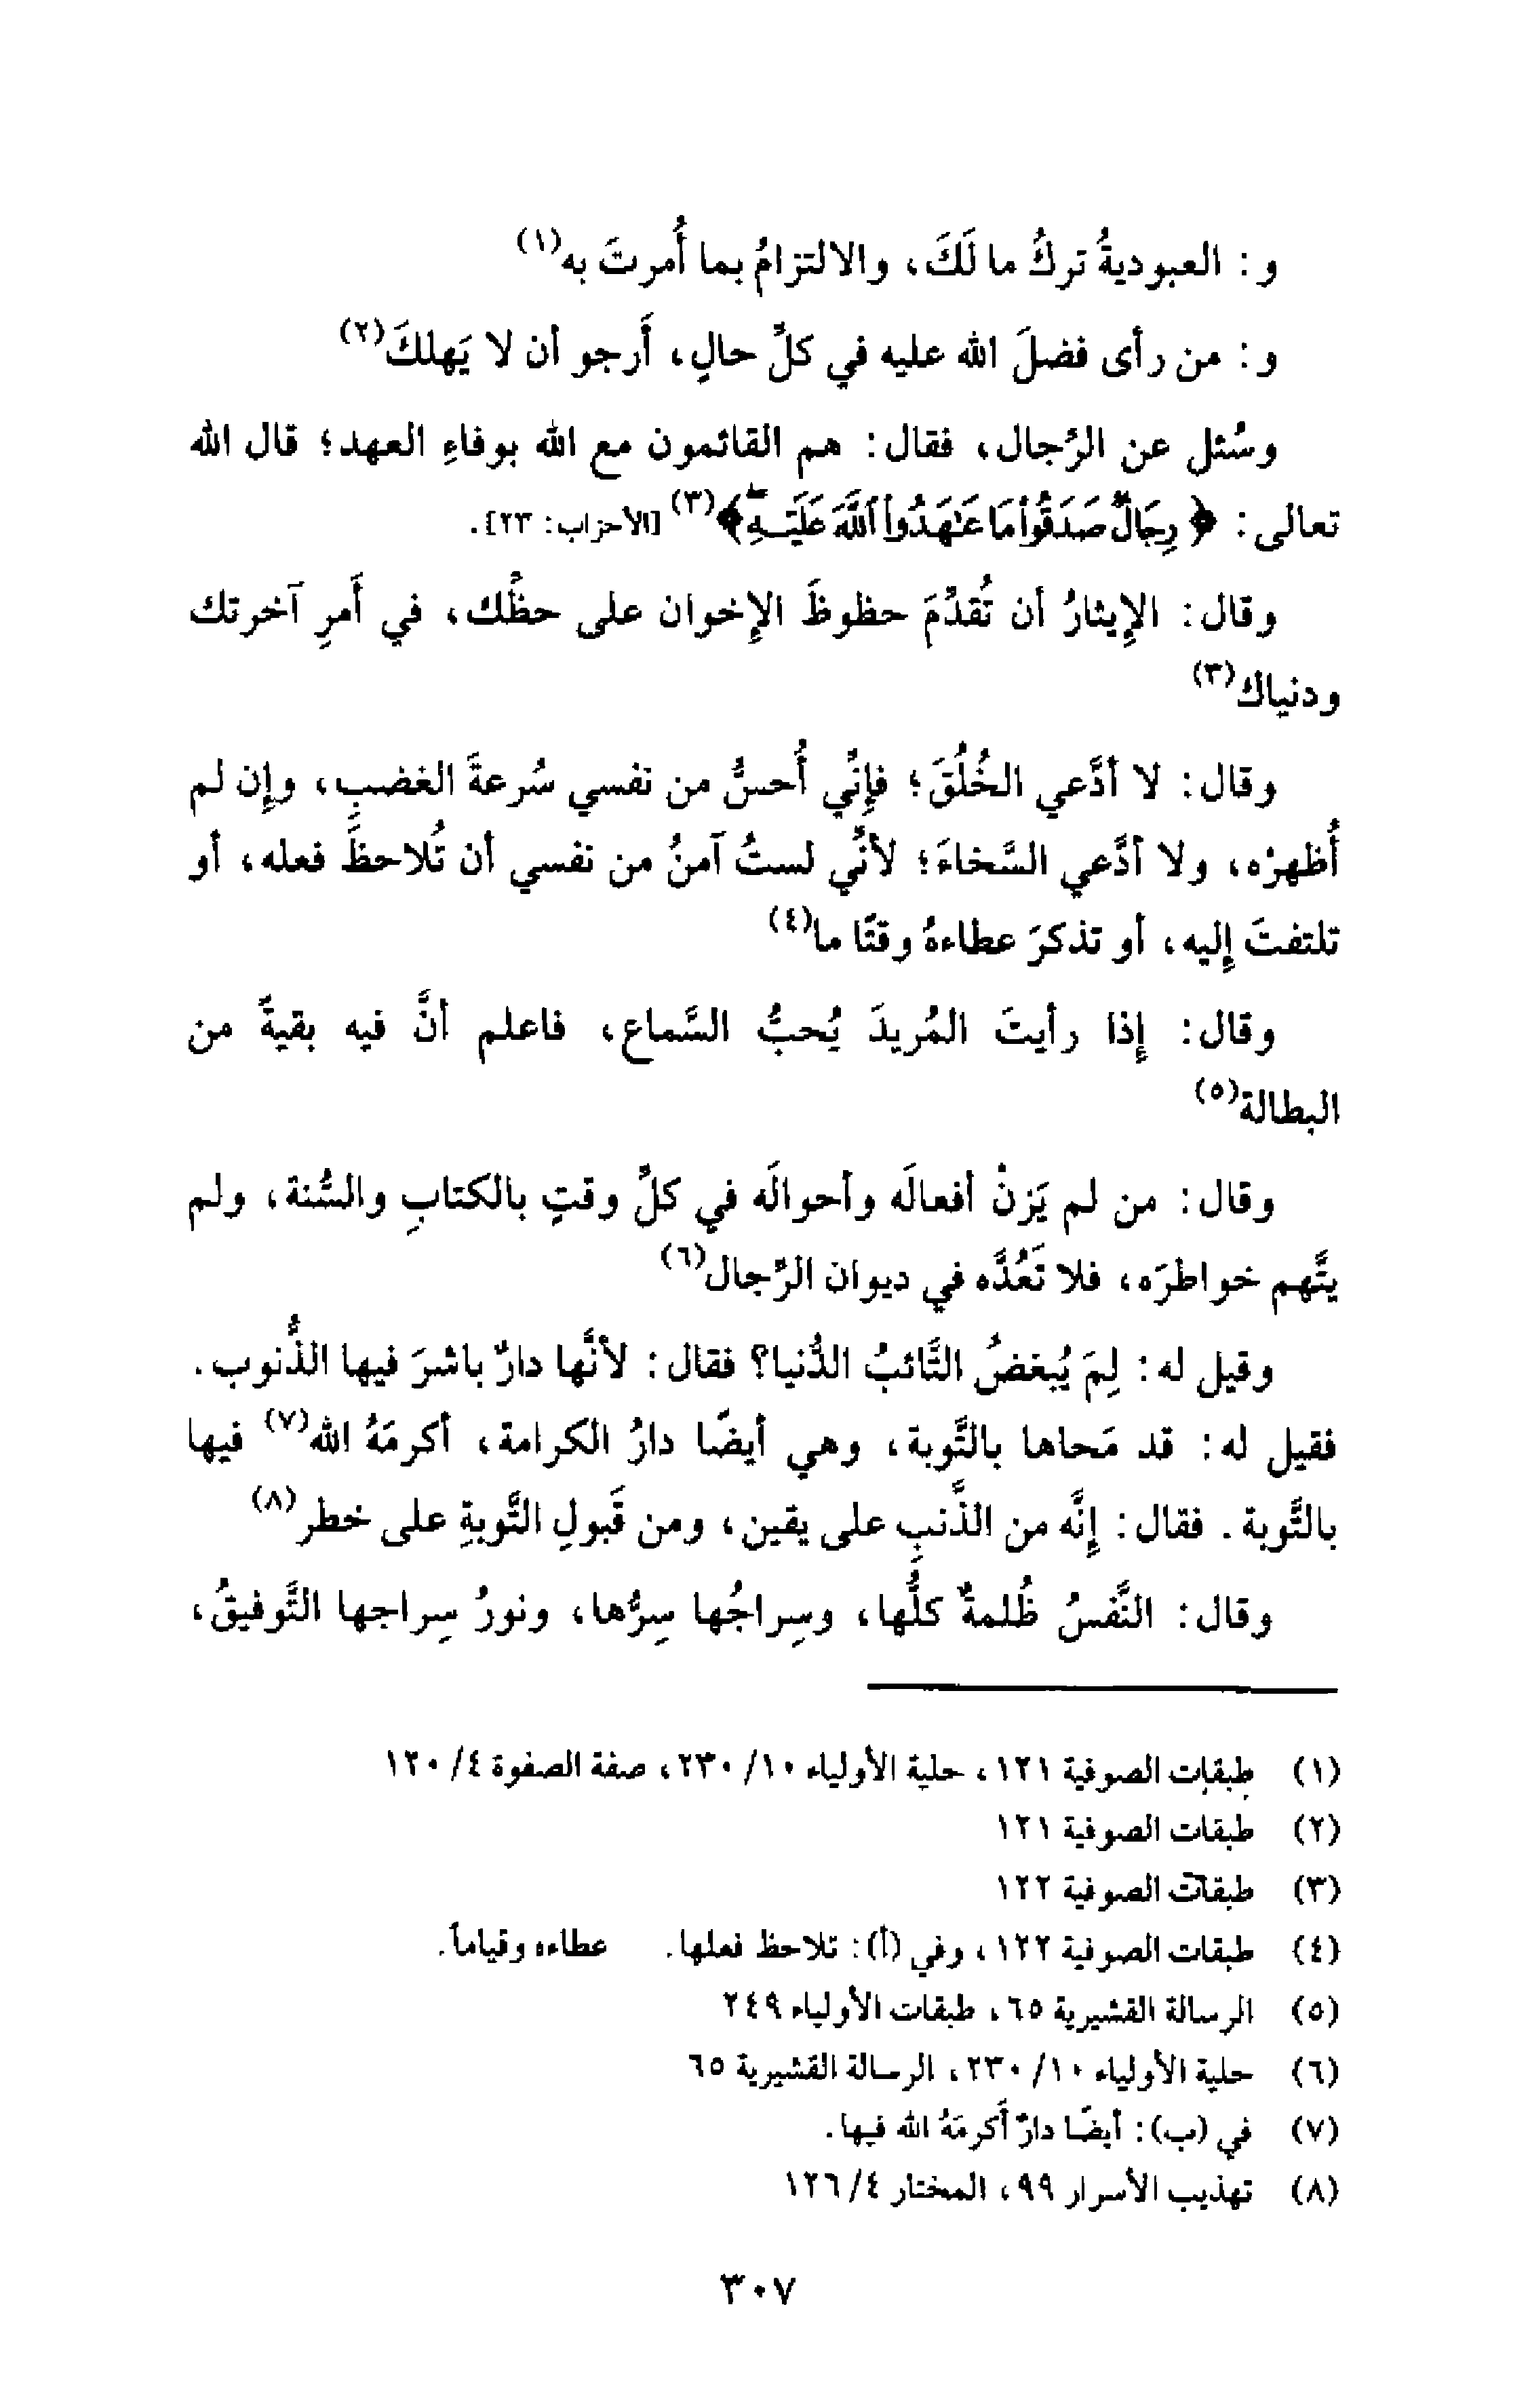 و: العبوديةُ تركُ ما لَكَ، والالتزامُ بما أُمرتَ به(١)
و: من رأى فضلَ الله عليه في كلِّ حالٍ، أَرجو أن لا يَهلكَ(٢)
وسُئل عن الرِّجال، فقال: هم القائمون مع الله بوفاءِ العهد؛ قال الله
تعالى: ﴿رِجَالٌ صَدَقُواْ مَا عَٰهَدُواْ ٱللَّهَ عَلَيْهِۖ﴾(٣) [الأحزاب: ٢٣].
وقال: الإيثارُ أن تُقدِّمَ حظوظَ الإخوان على حظِّك، في أَمرِ آخرتك
ودنياك(٣)
وقال: لا أدَّعي الخُلُقَ؛ فإنِّي أُحسُّ من نفسي سُرعةَ الغضبِ، وإن لم
أُظهرْه، ولا أدَّعي السَّخاءَ؛ لأنِّي لستُ آمنُ من نفسي أن تُلاحظَ فعله، أو
تلتفتَ إليه، أو تذكرَ عطاءهُ وقتًا ما(٤)
وقال: إذا رأيتَ المُريدَ يُحبُّ السَّماع، فاعلم أنَّ فيه بقيةً من
البطالة(٥)
وقال: من لم يَزنْ أفعالَه وأحوالَه في كلِّ وقتٍ بالكتابِ والسُّنة، ولم
يتَّهم خواطرَه، فلا تَعُدَّه في ديوان الرِّجال(٦)
وقيل له: لِمَ يُبغضُ التَّائبُ الدُّنيا؟ فقال: لأنَّها دارٌ باشرَ فيها الذُّنوب.
فقيل له: قد مَحاها بالتَّوبة، وهي أيضًا دارُ الكرامة، أكرمَهُ الله(٧) فيها
بالتَّوبة. فقال: إنَّه من الذَّنبِ على يقين، ومن قَبولِ التَّوبةِ على خطر(٨)
وقال: النَّفسُ ظُلمةٌ كلُّها، وسِراجُها سِرُّها، ونورُ سِراجها التَّوفيقُ،
(١) طبقات الصوفية ١٢١، حلية الأولياء ١٠/ ٢٣٠، صفة الصفوة ٤/ ١٢٠
(٢) طبقات الصوفية ١٢١
(٣) طبقات الصوفية ١٢٢
(٤) طبقات الصوفية ١٢٢، وفي (أ): تلاحظ فعلها. عطاءه وقياماً.
(٥) الرسالة القشيرية ٦٥، طبقات الأولياء ٢٤٩
(٦) حلية الأولياء ١٠/ ٢٣٠، الرسالة القشيرية ٦٥
(٧) في (ب): أيضًا دارٌ أَكرمَهُ الله فيها.
(٨) تهذيب الأسرار ٩٩، المختار ٤/ ١٢٦
٣٠٧